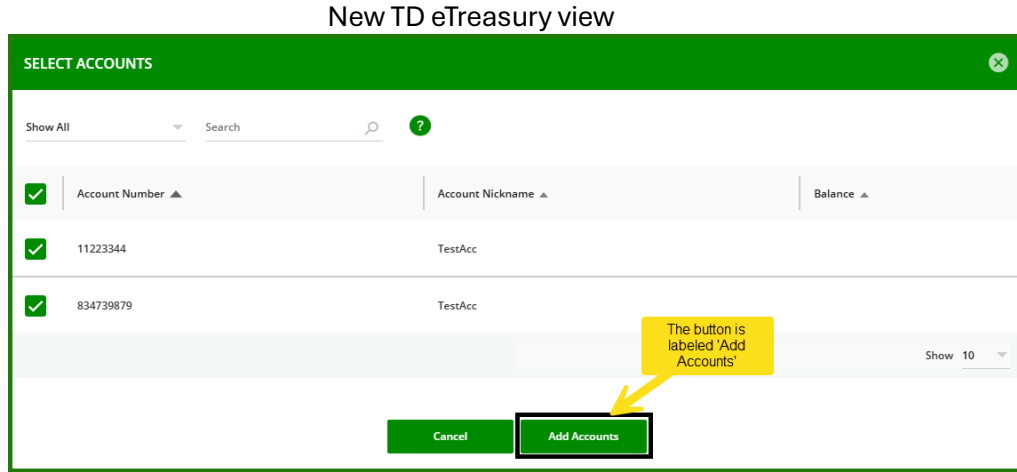 New TD eTreasury view
SELECT ACCOUNTS
Show All Search ?
Account Number Account Nickname Balance
11223344 TestAcc
834739879 TestAcc
The button is
labeled 'Add
Accounts'
Show 10
Cancel Add Accounts